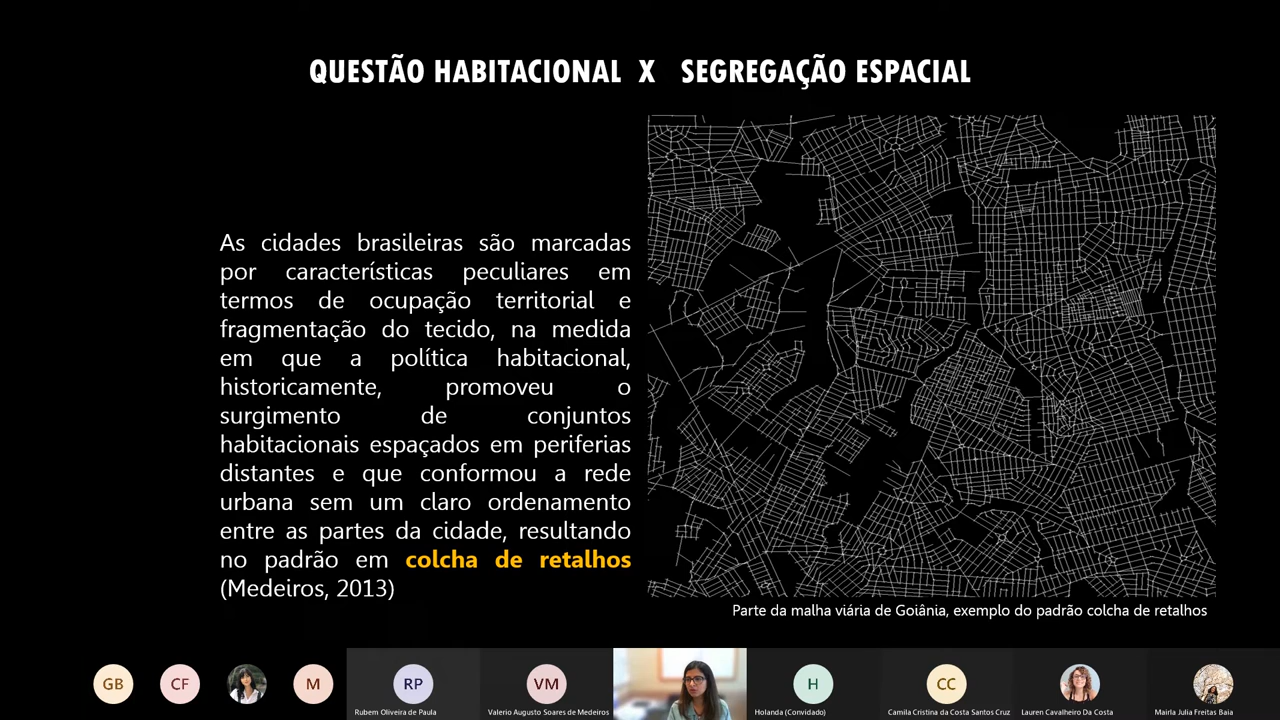 QUESTÃO HABITACIONAL X SEGREGAÇÃO ESPACIAL
As cidades brasileiras são marcadas
por características peculiares em
termos de ocupação territorial e
fragmentação do tecido, na medida
em que a política habitacional,
historicamente, promoveu o
surgimento de conjuntos
habitacionais espaçados em periferias
distantes e que conformou a rede
urbana sem um claro ordenamento
entre as partes da cidade, resultando
no padrão em colcha de retalhos
(Medeiros, 2013)
Parte da malha viária de Goiânia, exemplo do padrão colcha de retalhos
GB
CF
M
RP
VM
H
CC
Rubem Oliveira de Paula
Valerio Augusto Soares de Medeiros
Holanda (Convidado)
Camila Cristina da Costa Santos Cruz
Lauren Cavalheiro Da Costa
Mairla Julia Freitas Baia